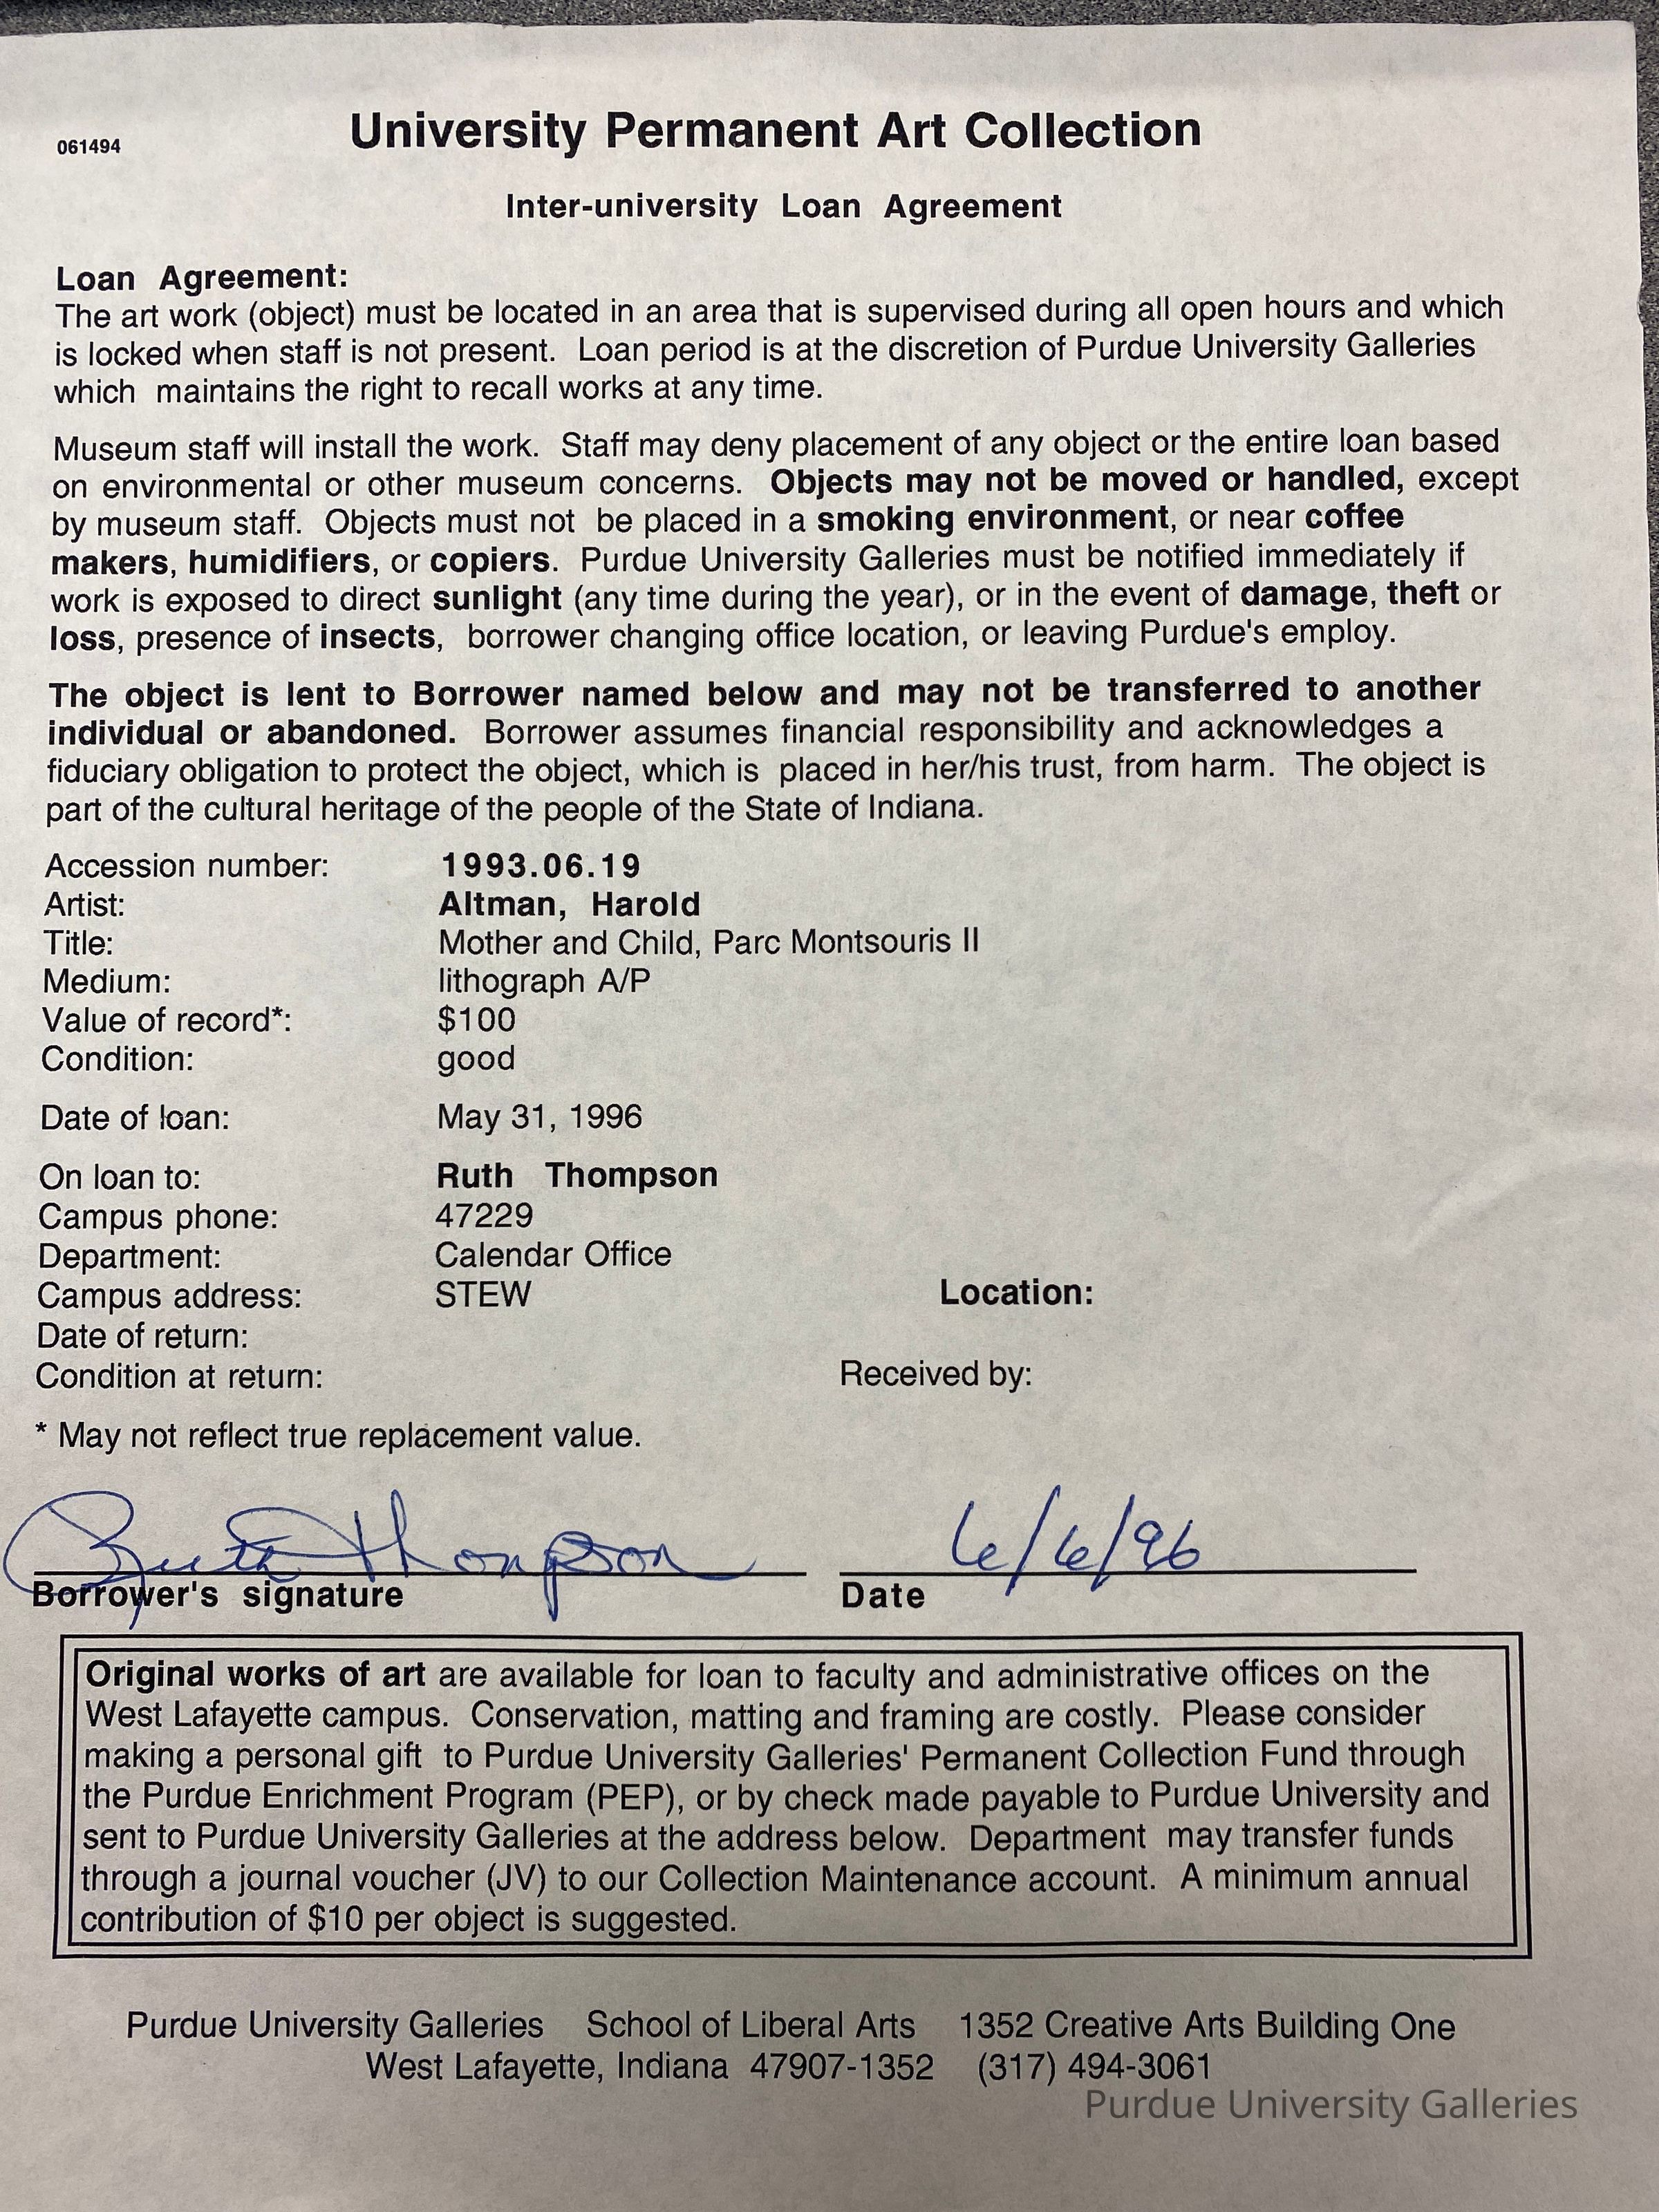 061494
University Permanent Art Collection
Inter-university Loan Agreement
Loan Agreement:
The art work (object) must be located in an area that is supervised during all open hours and which
is locked when staff is not present. Loan period is at the discretion of Purdue University Galleries
which maintains the right to recall works at any time.
Museum staff will install the work. Staff may deny placement of any object or the entire loan based
on environmental or other museum concerns. Objects may not be moved or handled, except
by museum staff. Objects must not be placed in a smoking environment, or near coffee
makers, humidifiers, or copiers. Purdue University Galleries must be notified immediately if
work is exposed to direct sunlight (any time during the year), or in the event of damage, theft or
loss, presence of insects, borrower changing office location, or leaving Purdue's employ.
The object is lent to Borrower named below and may not be transferred to another
individual or abandoned. Borrower assumes financial responsibility and acknowledges a
fiduciary obligation to protect the object, which is placed in her/his trust, from harm. The object is
part of the cultural heritage of the people of the State of Indiana.
Accession number: 1993.06.19
Artist: Altman, Harold
Title: Mother and Child, Parc Montsouris II
Medium: lithograph A/P
Value of record*: $100
Condition: good
Date of loan: May 31, 1996
On loan to: Ruth Thompson
Campus phone: 47229
Department: Calendar Office
Campus address: STEW Location:
Date of return:
Condition at return: Received by:
* May not reflect true replacement value.
Ruth Thompson 6/6/96
Borrower's signature Date
Original works of art are available for loan to faculty and administrative offices on the
West Lafayette campus. Conservation, matting and framing are costly. Please consider
making a personal gift to Purdue University Galleries' Permanent Collection Fund through
the Purdue Enrichment Program (PEP), or by check made payable to Purdue University and
sent to Purdue University Galleries at the address below. Department may transfer funds
through a journal voucher (JV) to our Collection Maintenance account. A minimum annual
contribution of $10 per object is suggested.
Purdue University Galleries School of Liberal Arts 1352 Creative Arts Building One
West Lafayette, Indiana 47907-1352 (317) 494-3061
Purdue University Galleries